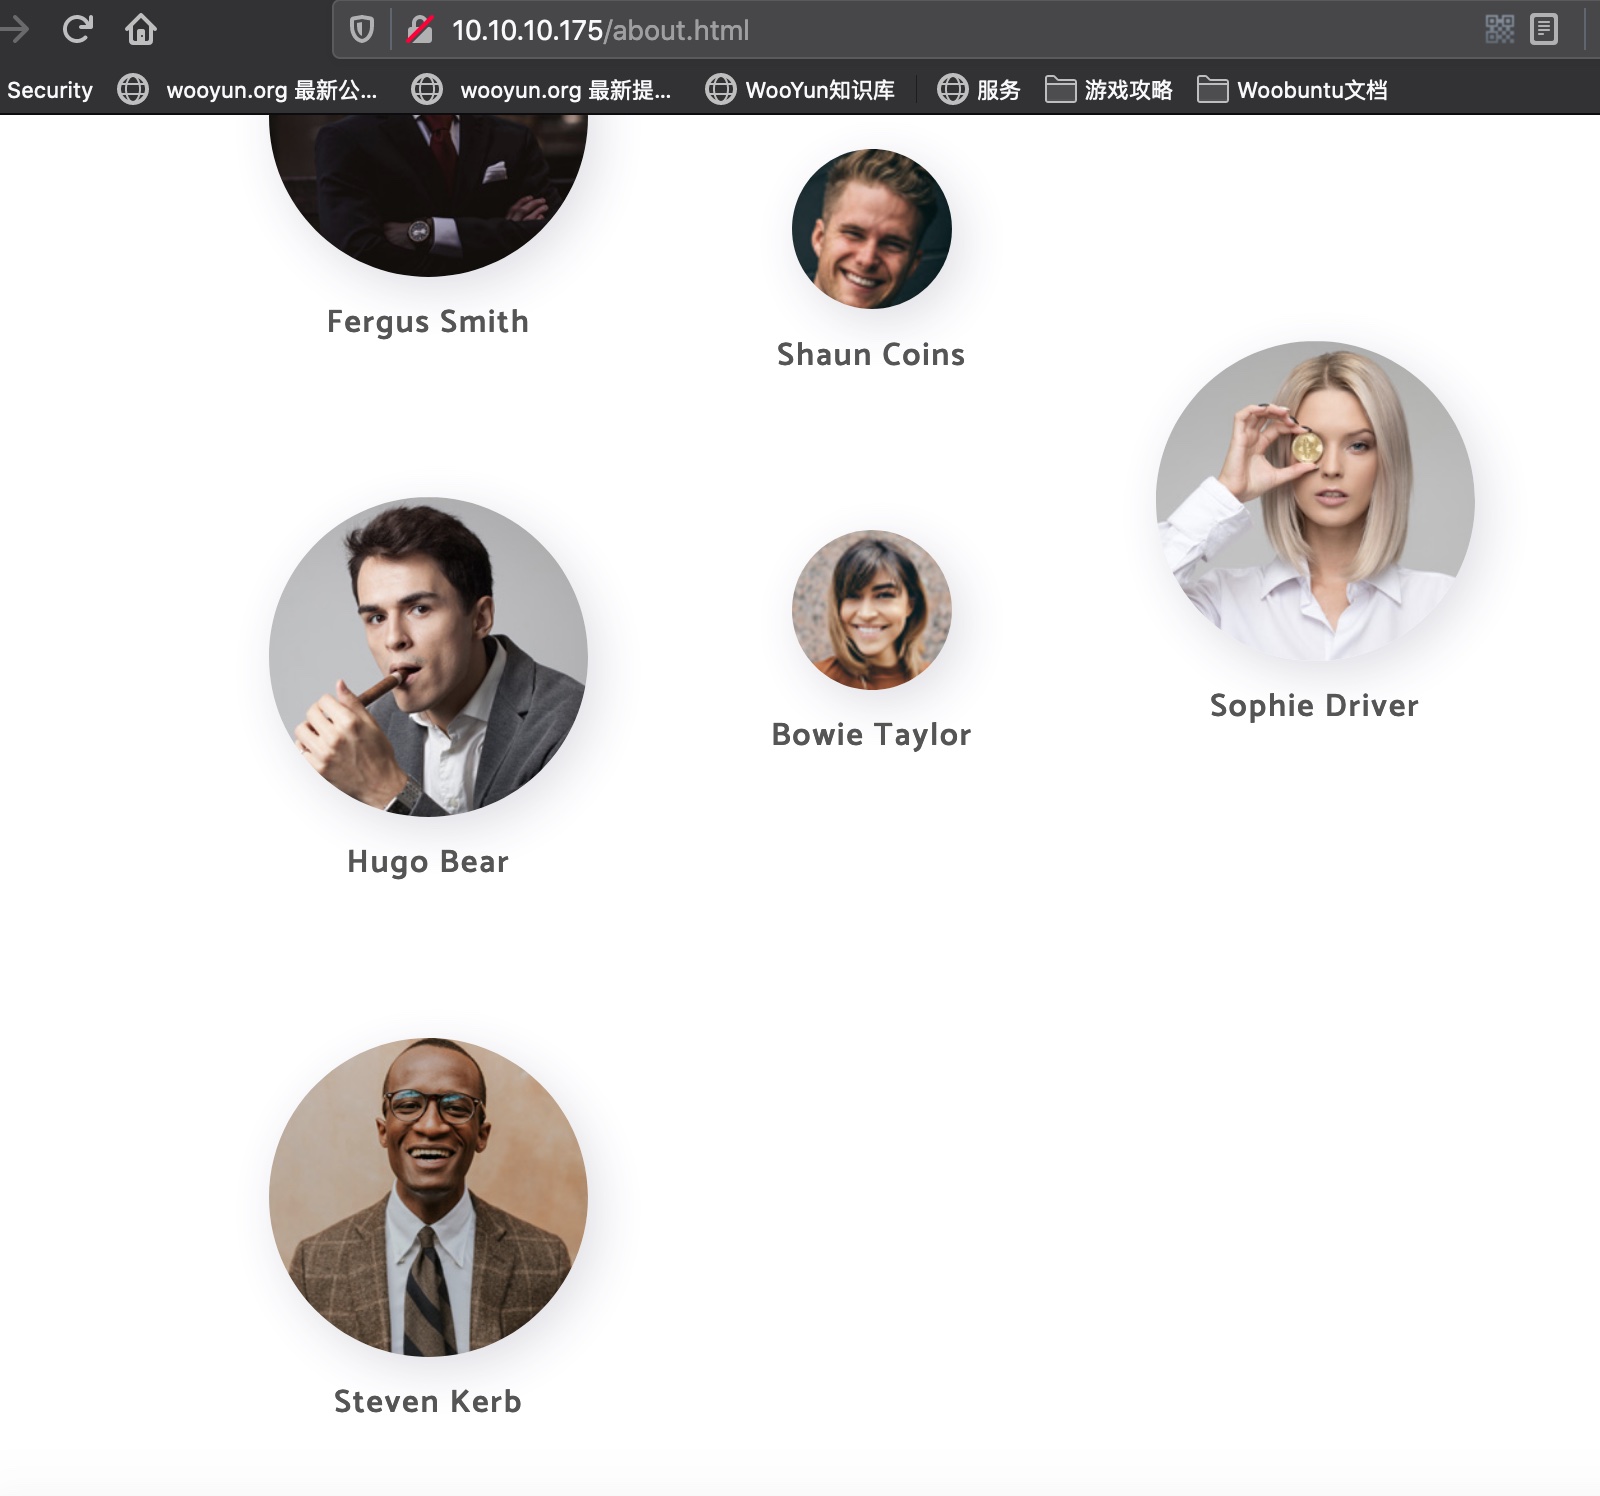 10.10.10.175/about.html
Security wooyun.org 最新公... wooyun.org 最新提... WooYun知识库 服务 游戏攻略 Woobuntu文档
Fergus Smith
Shaun Coins
Sophie Driver
Hugo Bear
Bowie Taylor
Steven Kerb